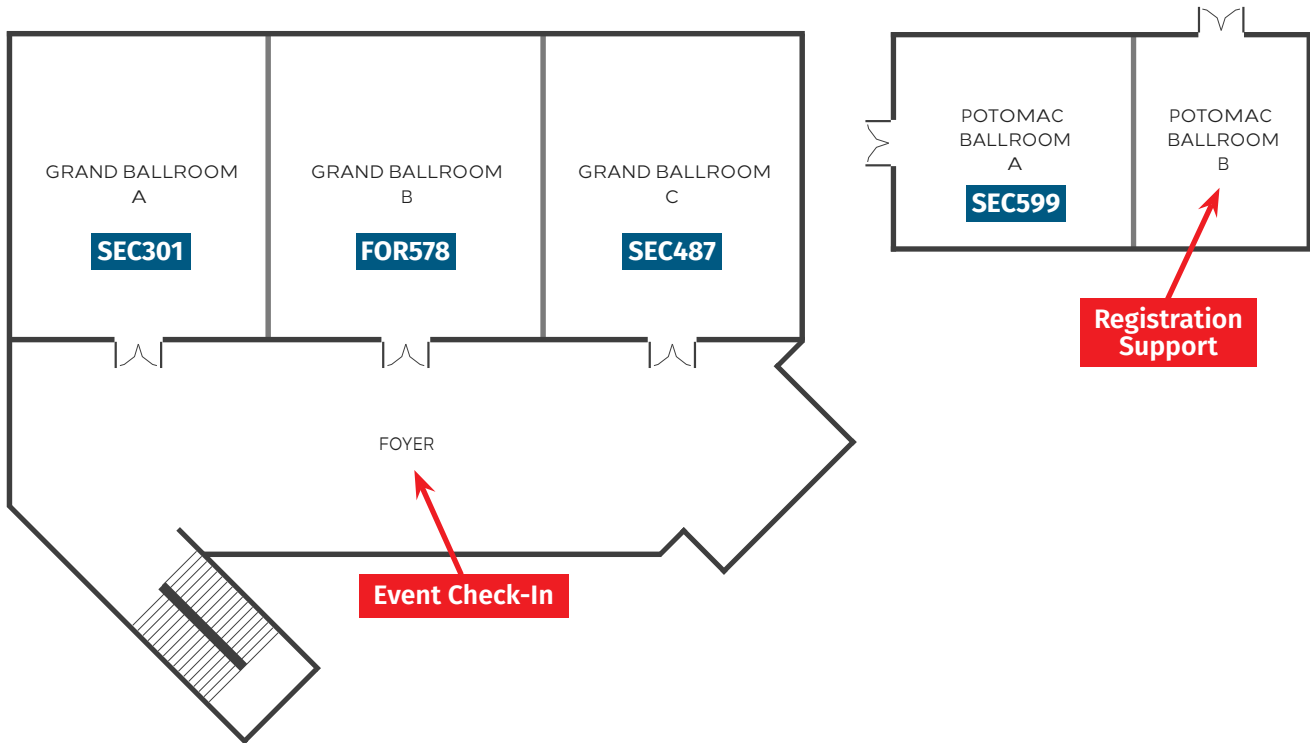 GRAND BALLROOM
A
SEC301
GRAND BALLROOM
B
FOR578
GRAND BALLROOM
C
SEC487
POTOMAC
BALLROOM
A
SEC599
POTOMAC
BALLROOM
B
Registration
Support
FOYER
Event Check-In